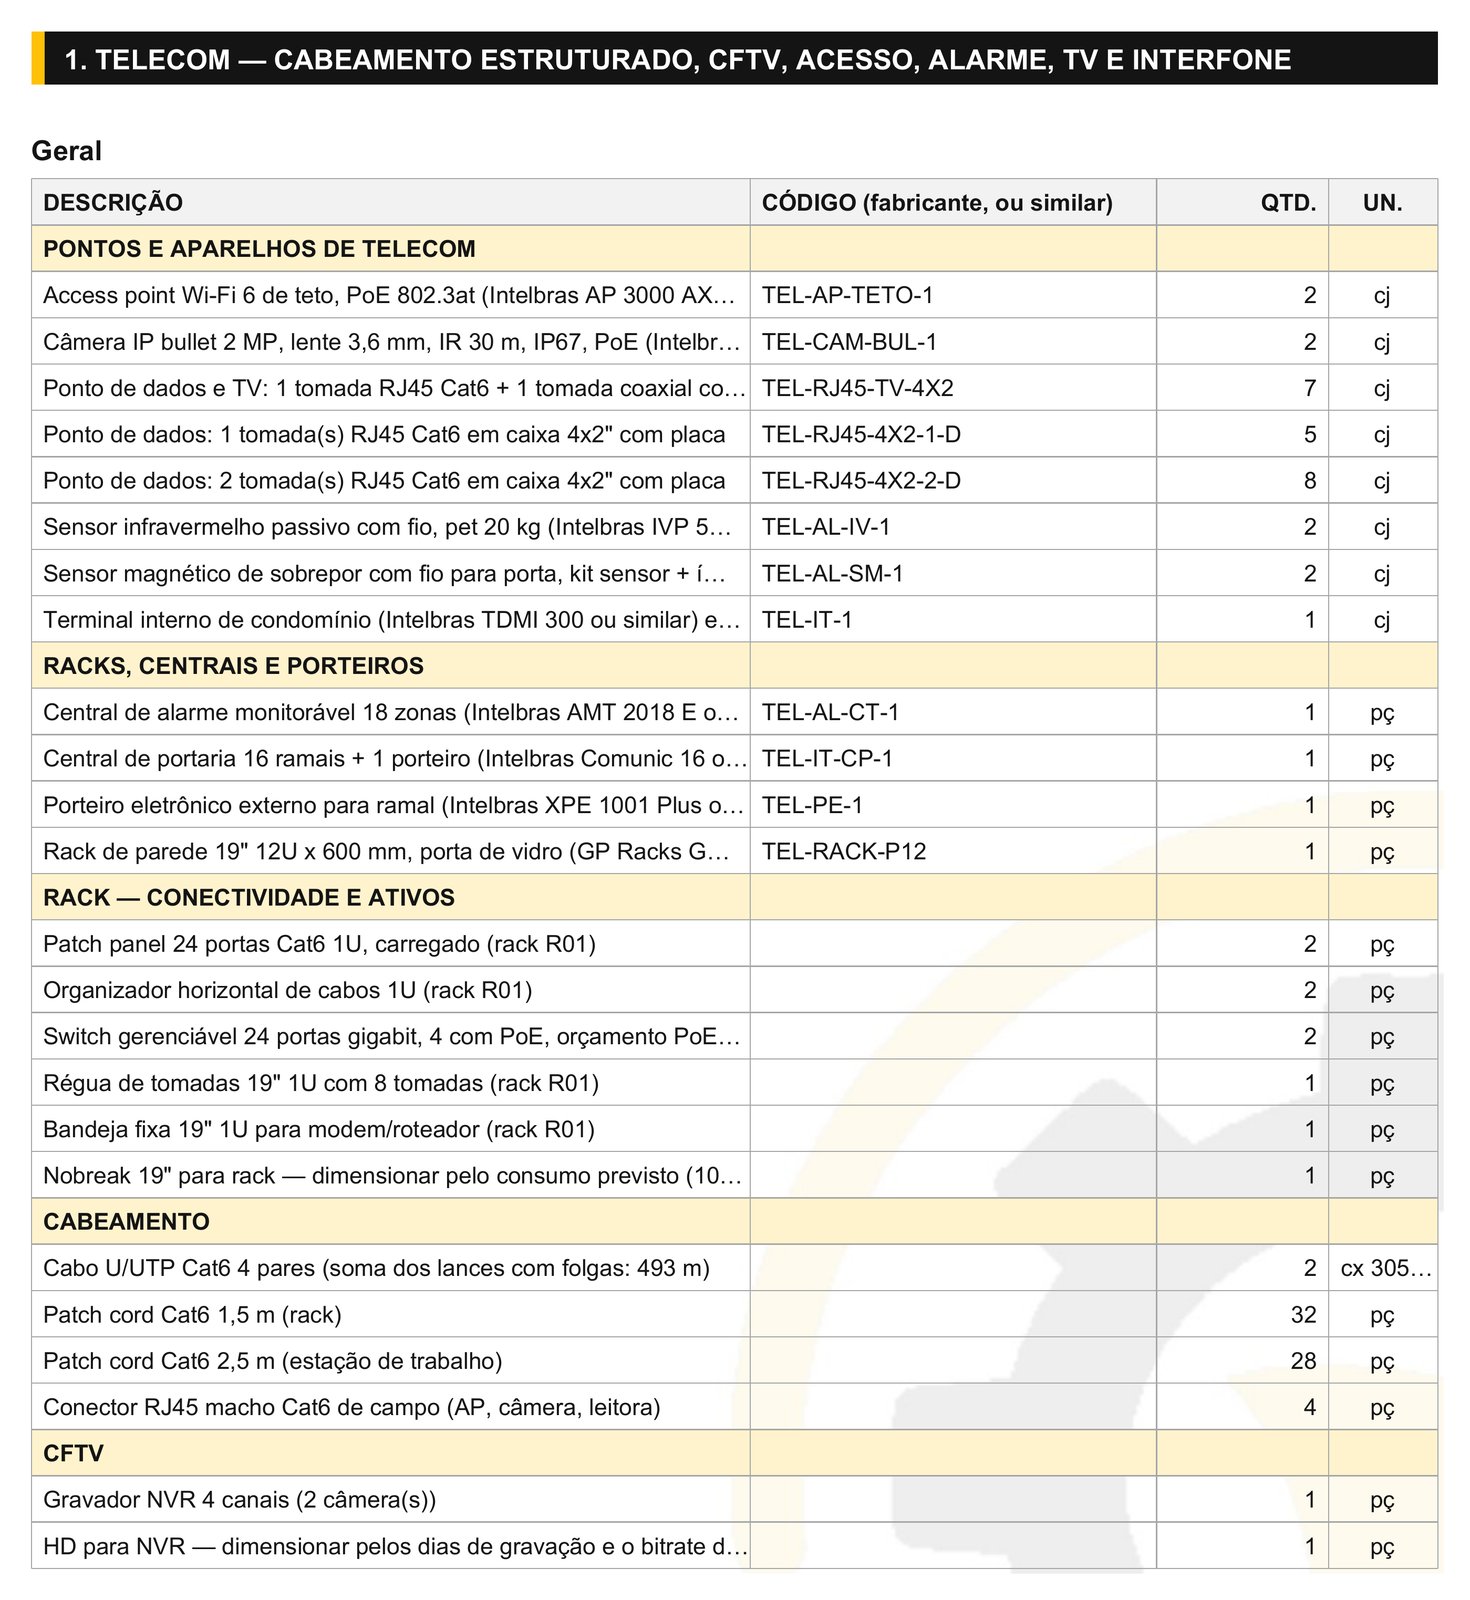 1. TELECOM — CABEAMENTO ESTRUTURADO, CFTV, ACESSO, ALARME, TV E INTERFONE
Geral
DESCRIÇÃO CÓDIGO (fabricante, ou similar) QTD. UN.
PONTOS E APARELHOS DE TELECOM
Access point Wi-Fi 6 de teto, PoE 802.3at (Intelbras AP 3000 AX… TEL-AP-TETO-1 2 cj
Câmera IP bullet 2 MP, lente 3,6 mm, IR 30 m, IP67, PoE (Intelbr… TEL-CAM-BUL-1 2 cj
Ponto de dados e TV: 1 tomada RJ45 Cat6 + 1 tomada coaxial co… TEL-RJ45-TV-4X2 7 cj
Ponto de dados: 1 tomada(s) RJ45 Cat6 em caixa 4x2" com placa TEL-RJ45-4X2-1-D 5 cj
Ponto de dados: 2 tomada(s) RJ45 Cat6 em caixa 4x2" com placa TEL-RJ45-4X2-2-D 8 cj
Sensor infravermelho passivo com fio, pet 20 kg (Intelbras IVP 5… TEL-AL-IV-1 2 cj
Sensor magnético de sobrepor com fio para porta, kit sensor + í… TEL-AL-SM-1 2 cj
Terminal interno de condomínio (Intelbras TDMI 300 ou similar) e… TEL-IT-1 1 cj
RACKS, CENTRAIS E PORTEIROS
Central de alarme monitorável 18 zonas (Intelbras AMT 2018 E o… TEL-AL-CT-1 1 pç
Central de portaria 16 ramais + 1 porteiro (Intelbras Comunic 16 o… TEL-IT-CP-1 1 pç
Porteiro eletrônico externo para ramal (Intelbras XPE 1001 Plus o… TEL-PE-1 1 pç
Rack de parede 19" 12U x 600 mm, porta de vidro (GP Racks G… TEL-RACK-P12 1 pç
RACK — CONECTIVIDADE E ATIVOS
Patch panel 24 portas Cat6 1U, carregado (rack R01) 2 pç
Organizador horizontal de cabos 1U (rack R01) 2 pç
Switch gerenciável 24 portas gigabit, 4 com PoE, orçamento PoE… 2 pç
Régua de tomadas 19" 1U com 8 tomadas (rack R01) 1 pç
Bandeja fixa 19" 1U para modem/roteador (rack R01) 1 pç
Nobreak 19" para rack — dimensionar pelo consumo previsto (10… 1 pç
CABEAMENTO
Cabo U/UTP Cat6 4 pares (soma dos lances com folgas: 493 m) 2 cx 305…
Patch cord Cat6 1,5 m (rack) 32 pç
Patch cord Cat6 2,5 m (estação de trabalho) 28 pç
Conector RJ45 macho Cat6 de campo (AP, câmera, leitora) 4 pç
CFTV
Gravador NVR 4 canais (2 câmera(s)) 1 pç
HD para NVR — dimensionar pelos dias de gravação e o bitrate d… 1 pç